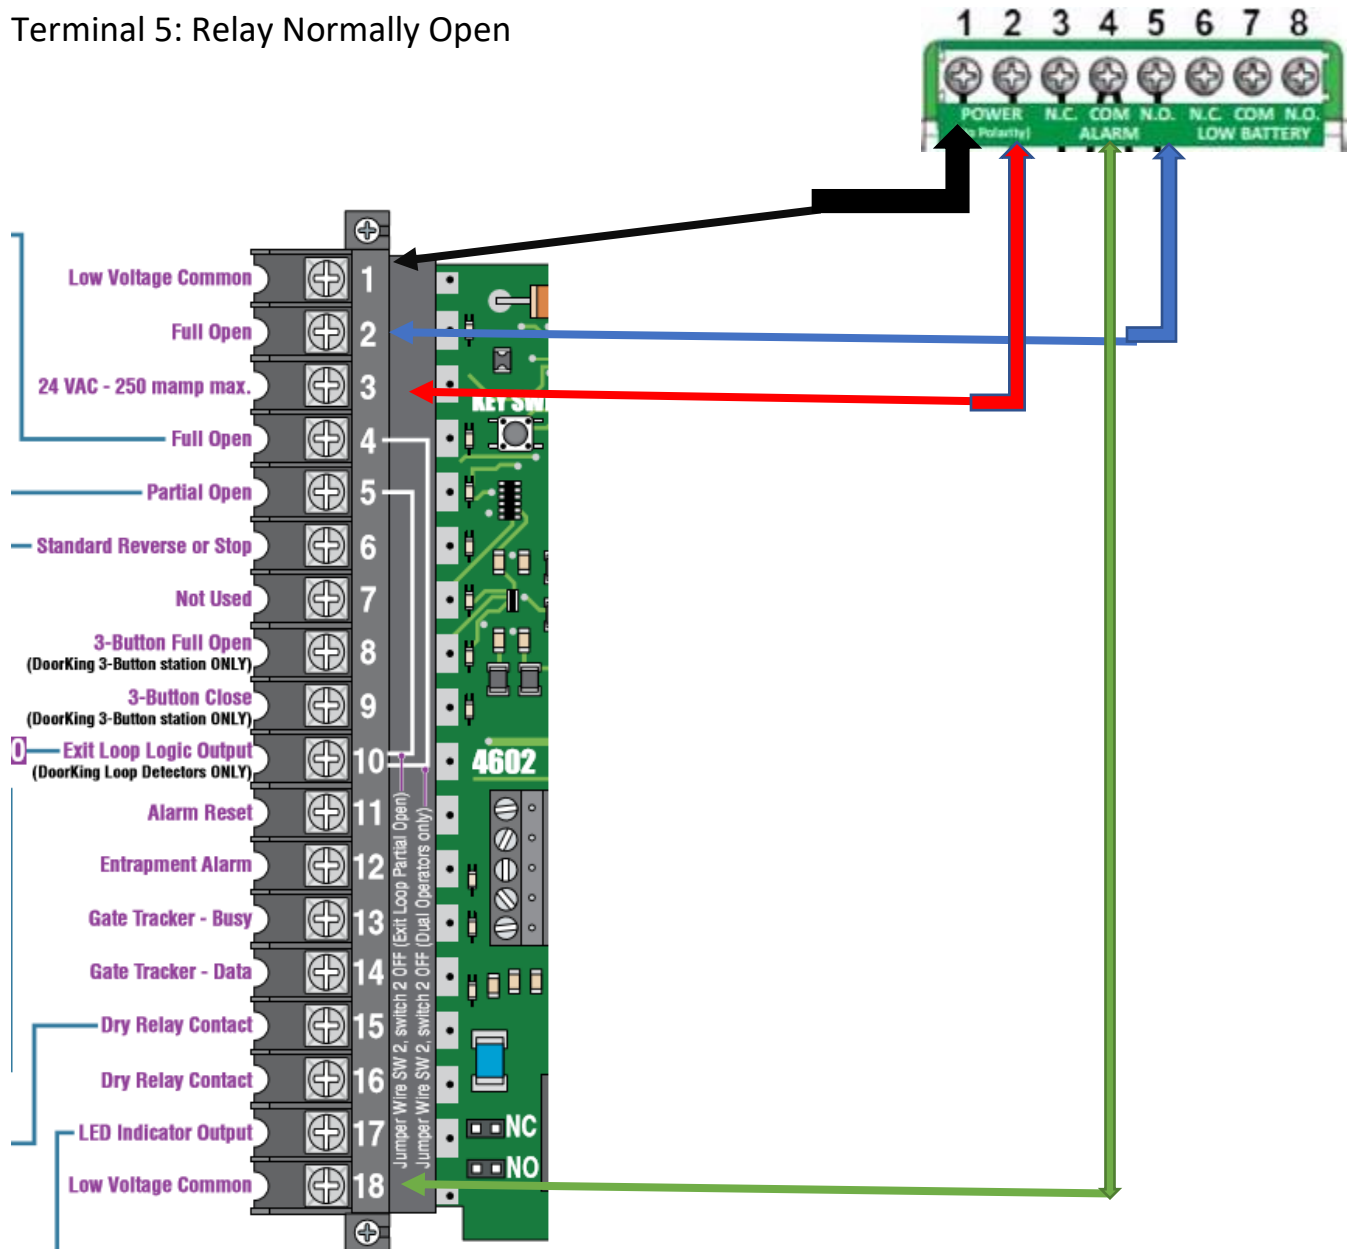 Terminal 5: Relay Normally Open
1 2 3 4 5 6 7 8
POWER N.C. COM N.O. N.C. COM N.O.
Polarity) ALARM LOW BATTERY
Low Voltage Common 1
Full Open 2
24 VAC - 250 mamp max. 3
KEY SW
Full Open 4
Partial Open 5
Standard Reverse or Stop 6
Not Used 7
3-Button Full Open 8
(DoorKing 3-Button station ONLY)
3-Button Close 9
(DoorKing 3-Button station ONLY)
0 Exit Loop Logic Output 10 4602
(DoorKing Loop Detectors ONLY)
Alarm Reset 11
Entrapment Alarm 12
Gate Tracker - Busy 13
Gate Tracker - Data 14
Dry Relay Contact 15
Dry Relay Contact 16
LED Indicator Output 17 NC
NO
Low Voltage Common 18
Jumper Wire SW 2, switch 2 OFF (Exit Loop Partial Open)
Jumper Wire SW 2, switch 2 OFF (Dual Operators only)